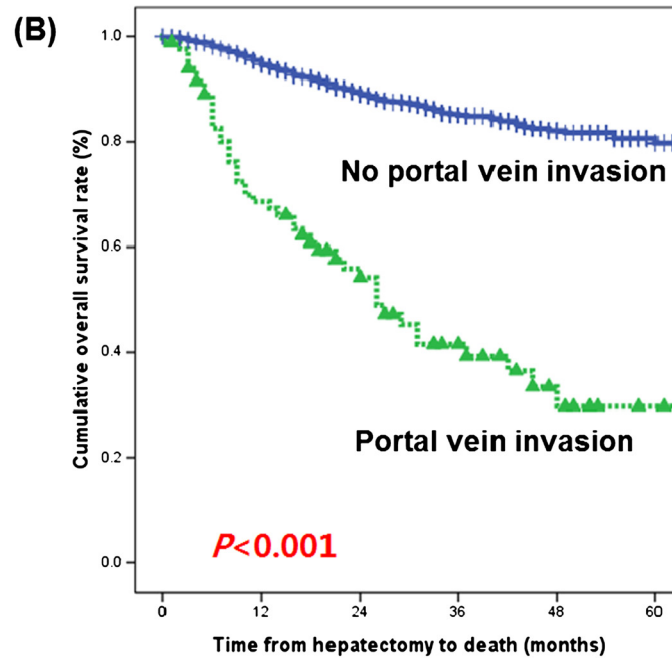 (B)
Cumulative overall survival rate (%)
1.0
0.8
0.6
0.4
0.2
0.0
No portal vein invasion
Portal vein invasion
P<0.001
0 12 24 36 48 60
Time from hepatectomy to death (months)